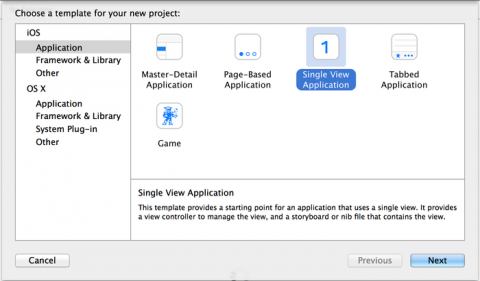 Choose a template for your new project:
iOS
Application
Framework & Library
Other
OS X
Application
Framework & Library
System Plug-in
Other
Master-Detail
Application
Page-Based
Application
1
Single View
Application
Tabbed
Application
Game
Single View Application
This template provides a starting point for an application that uses a single view. It provides
a view controller to manage the view, and a storyboard or nib file that contains the view.
Cancel
Previous
Next